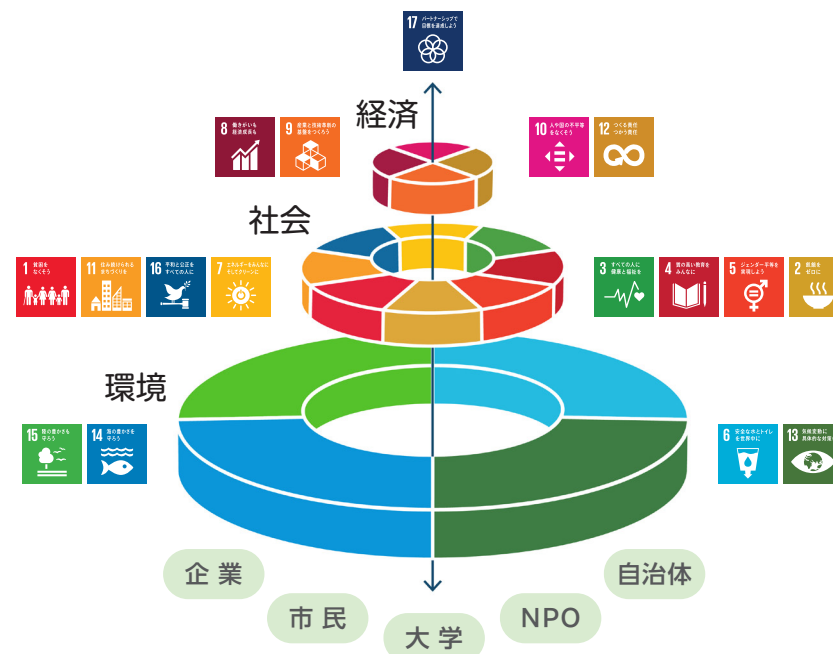 17 パートナーシップで
目標を達成しよう
経済
8 働きがいも
経済成長も
9 産業と技術革新の
基盤をつくろう
10 人や国の不平等
をなくそう
12 つくる責任
つかう責任
社会
1 貧困を
なくそう
11 住み続けられる
まちづくりを
16 平和と公正を
すべての人に
7 エネルギーをみんなに
そしてクリーンに
3 すべての人に
健康と福祉を
4 質の高い教育を
みんなに
5 ジェンダー平等を
実現しよう
2 飢餓を
ゼロに
環境
15 陸の豊かさも
守ろう
14 海の豊かさを
守ろう
6 安全な水とトイレ
を世界中に
13 気候変動に
具体的な対策
企業
市民
大学
NPO
自治体